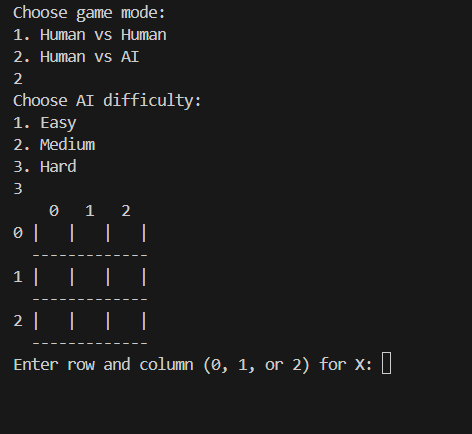 Choose game mode:
1. Human vs Human
2. Human vs AI
2
Choose AI difficulty:
1. Easy
2. Medium
3. Hard
3
    0   1   2
0 |   |   |   |
  -------------
1 |   |   |   |
  -------------
2 |   |   |   |
  -------------
Enter row and column (0, 1, or 2) for X: